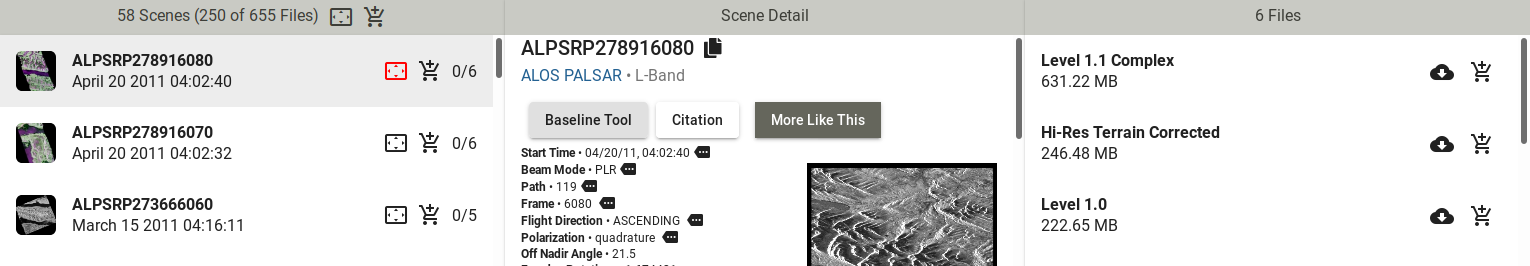 58 Scenes (250 of 655 Files)
ALPSRP278916080
April 20 2011 04:02:40
0/6
ALPSRP278916070
April 20 2011 04:02:32
0/6
ALPSRP273666060
March 15 2011 04:16:11
0/5
Scene Detail
ALPSRP278916080
ALOS PALSAR • L-Band
Baseline Tool
Citation
More Like This
Start Time • 04/20/11, 04:02:40
Beam Mode • PLR
Path • 119
Frame • 6080
Flight Direction • ASCENDING
Polarization • quadrature
Off Nadir Angle • 21.5
6 Files
Level 1.1 Complex
631.22 MB
Hi-Res Terrain Corrected
246.48 MB
Level 1.0
222.65 MB